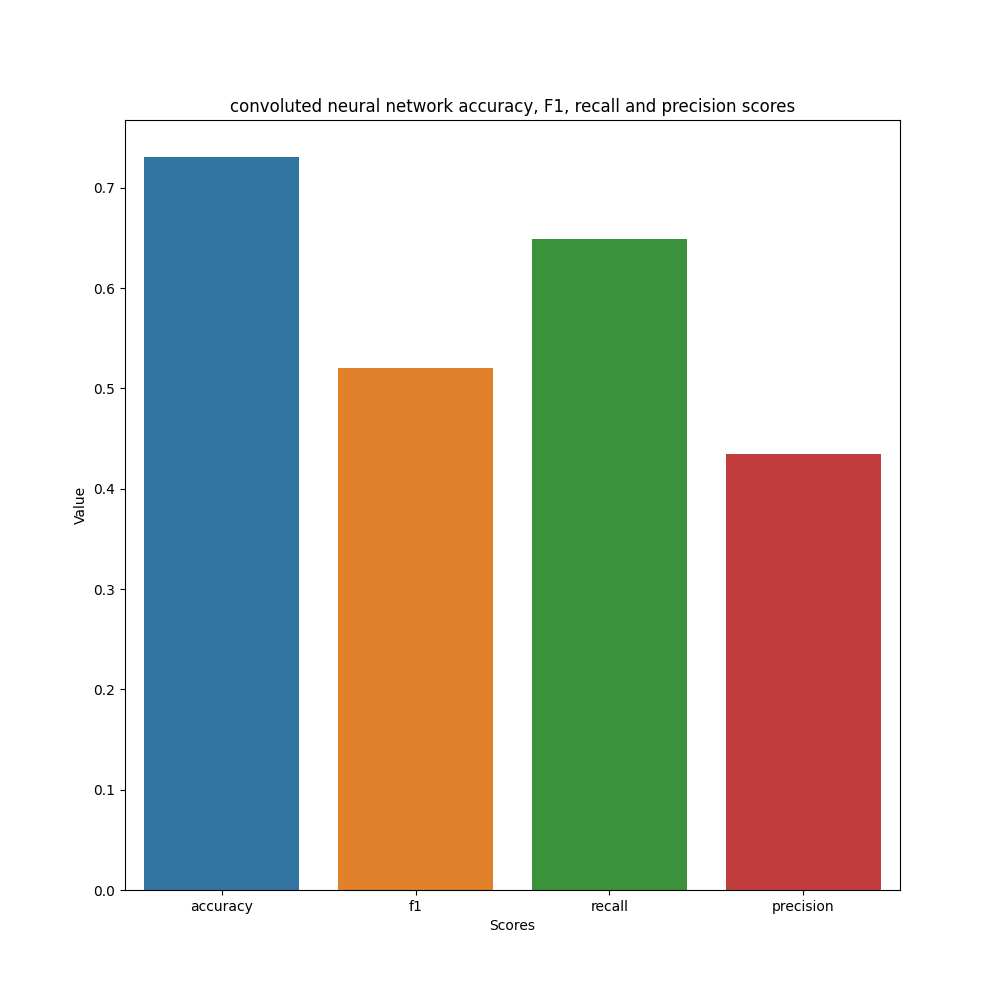 convoluted neural network accuracy, F1, recall and precision scores
0.7
0.6
0.5
0.4
0.3
0.2
0.1
0.0
Value
accuracy f1 recall precision
Scores